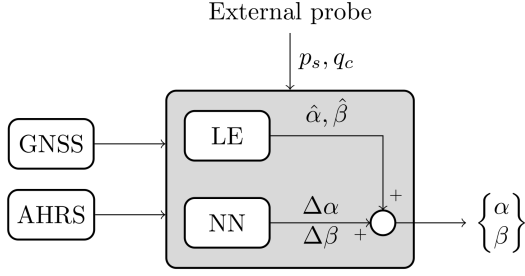 External probe
p_s, q_c
GNSS
LE
α̂, β̂
+
AHRS
NN
Δα
Δβ
+
{α
β}